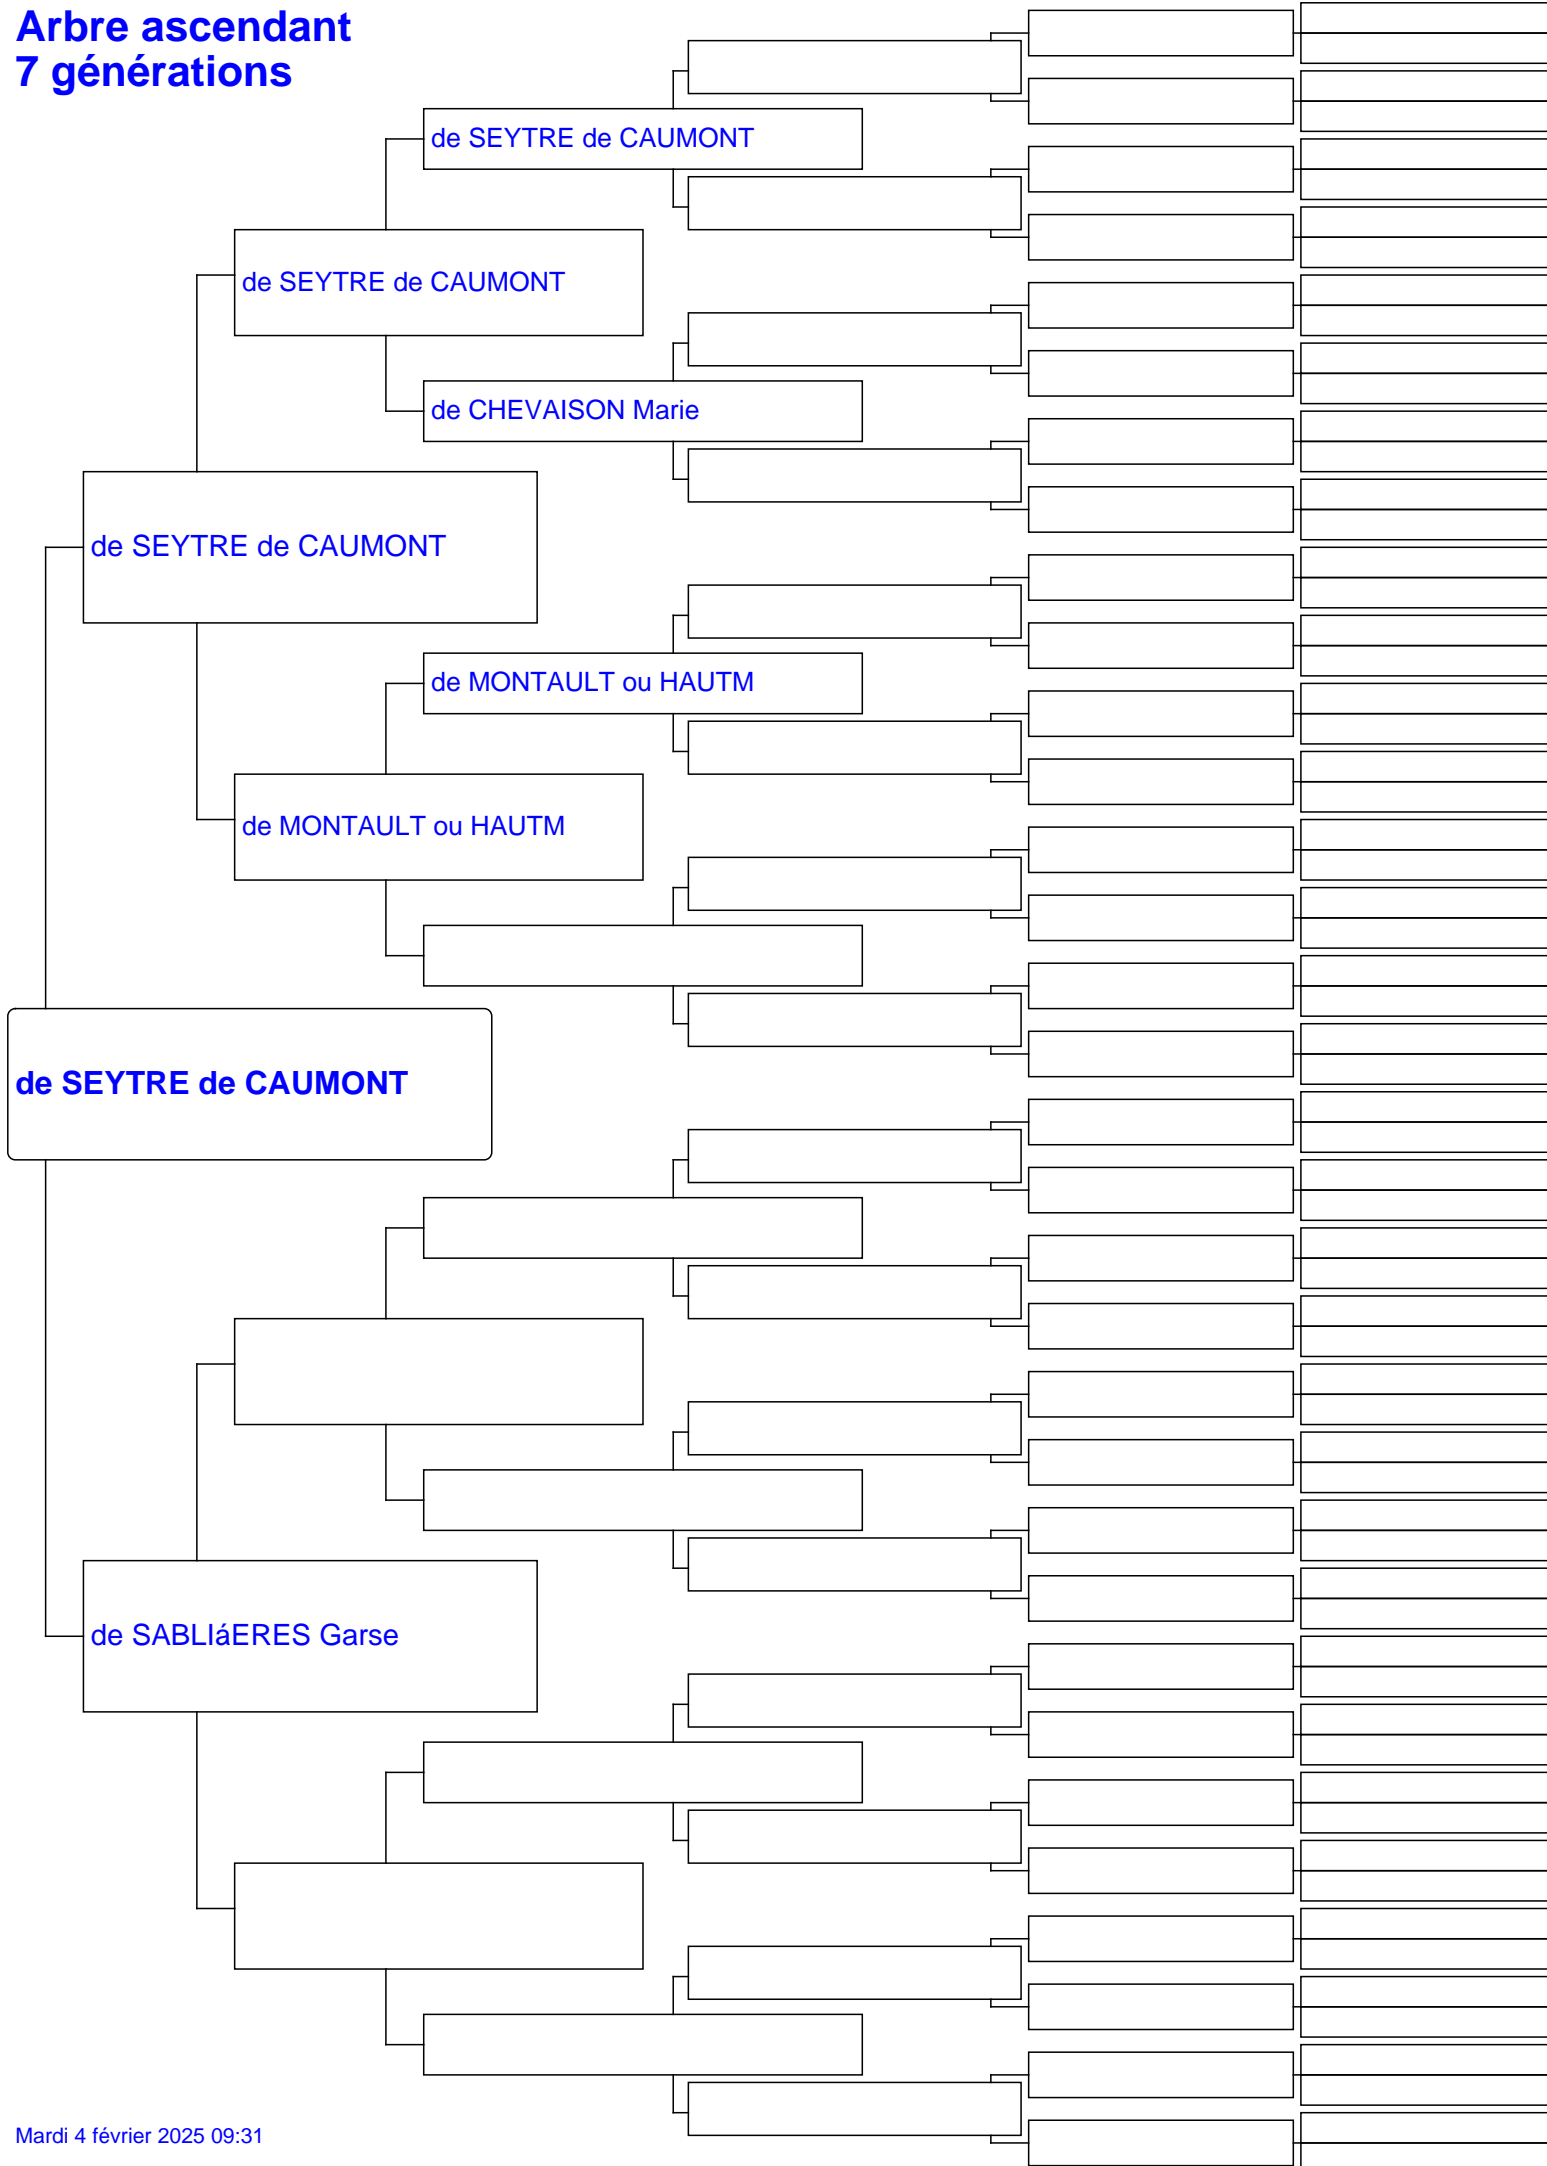 Arbre ascendant
7 générations
de SEYTRE de CAUMONT
de SEYTRE de CAUMONT
de CHEVAISON Marie
de SEYTRE de CAUMONT
de MONTAULT ou HAUTM
de MONTAULT ou HAUTM
de SEYTRE de CAUMONT
de SABLIáERES Garse
Mardi 4 février 2025 09:31